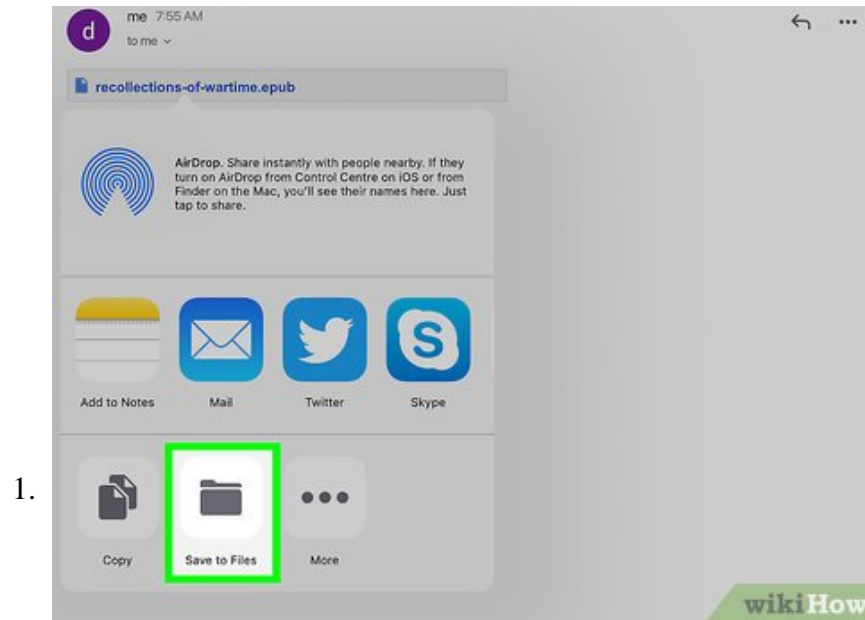 d
me 7:55 AM
to me
recollections-of-wartime.epub
AirDrop. Share instantly with people nearby. If they
turn on AirDrop from Control Centre on iOS or from
Finder on the Mac, you'll see their names here. Just
tap to share.
Add to Notes Mail Twitter Skype
1.
Copy Save to Files More
wikiHow